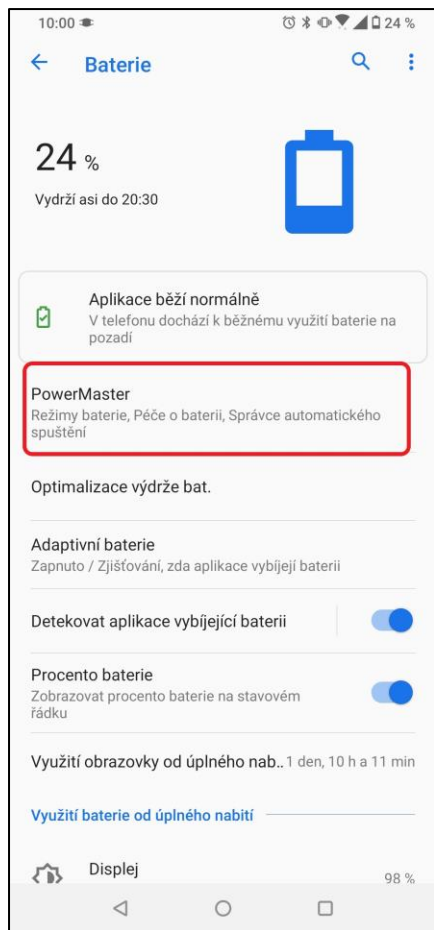 10:00 24 %
Baterie
24 %
Vydrží asi do 20:30
Aplikace běží normálně
V telefonu dochází k běžnému využití baterie na
pozadí
PowerMaster
Režimy baterie, Péče o baterii, Správce automatického
spuštění
Optimalizace výdrže bat.
Adaptivní baterie
Zapnuto / Zjišťování, zda aplikace vybíjejí baterii
Detekovat aplikace vybíjející baterii
Procento baterie
Zobrazovat procento baterie na stavovém
řádku
Využití obrazovky od úplného nab.. 1 den, 10 h a 11 min
Využití baterie od úplného nabití
Displej
98 %